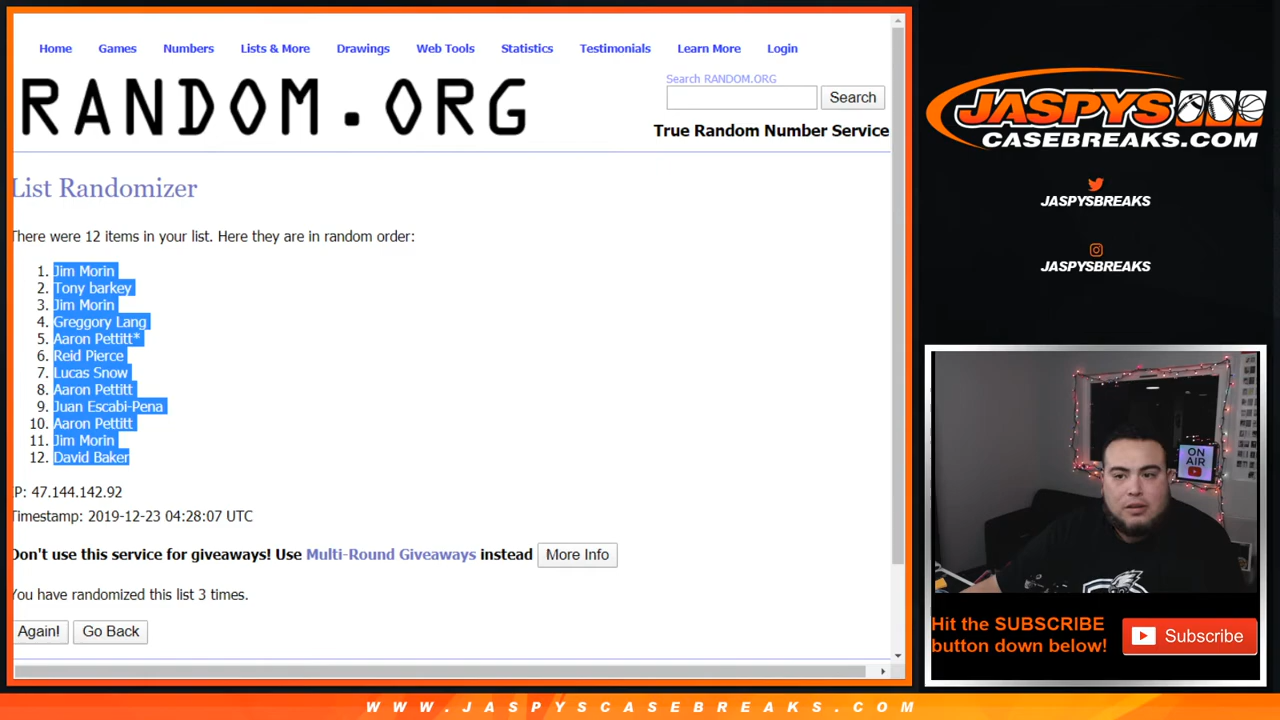 Home Games Numbers Lists & More Drawings Web Tools Statistics Testimonials Learn More Login
RANDOM.ORG
Search RANDOM.ORG
Search
True Random Number Service
List Randomizer
There were 12 items in your list. Here they are in random order:
1. Jim Morin
2. Tony barkey
3. Jim Morin
4. Greggory Lang
5. Aaron Pettitt*
6. Reid Pierce
7. Lucas Snow
8. Aaron Pettitt
9. Juan Escabi-Pena
10. Aaron Pettitt
11. Jim Morin
12. David Baker
IP: 47.144.142.92
Timestamp: 2019-12-23 04:28:07 UTC
Don't use this service for giveaways! Use Multi-Round Giveaways instead More Info
You have randomized this list 3 times.
Again! Go Back
JASPYS
CASEBREAKS.COM
JASPYSBREAKS
JASPYSBREAKS
ON
AIR
Hit the SUBSCRIBE
button down below!
Subscribe
WWW.JASPYSCASEBREAKS.COM